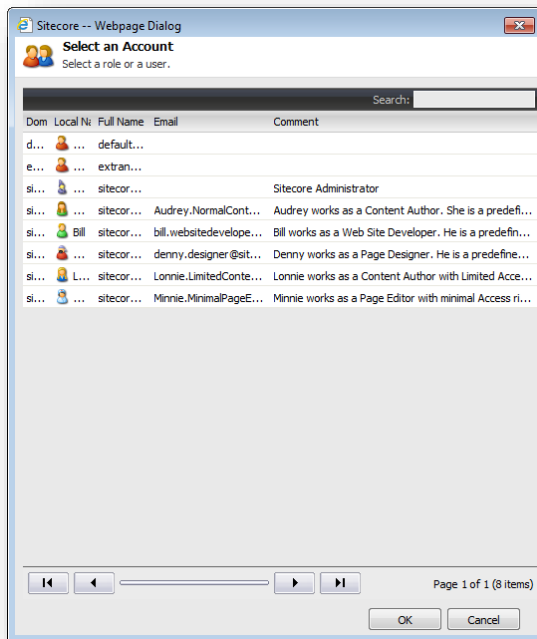 Sitecore -- Webpage Dialog
Select an Account
Select a role or a user.
Search:
Dom Local Na Full Name Email Comment
d... ... default...
e... ... extran...
si... ... sitecor... Sitecore Administrator
si... ... sitecor... Audrey.NormalCont... Audrey works as a Content Author. She is a predefi...
si... Bill sitecor... bill.websitedevelope... Bill works as a Web Site Developer. He is a predefin...
si... ... sitecor... denny.designer@sit... Denny works as a Page Designer. He is a predefine...
si... L... sitecor... Lonnie.LimitedConte... Lonnie works as a Content Author with Limited Acce...
si... ... sitecor... Minnie.MinimalPageE... Minnie works as a Page Editor with minimal Access ri...
Page 1 of 1 (8 items)
OK Cancel